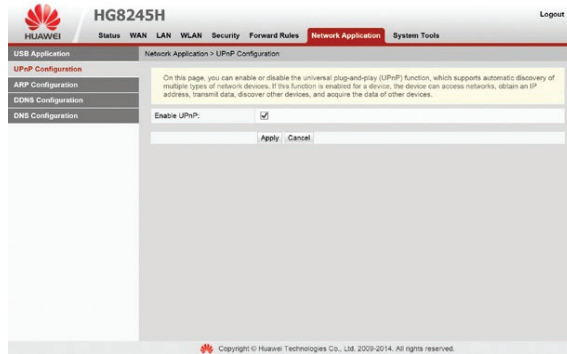 HG8245H
Logout
HUAWEI
Status WAN LAN WLAN Security Forward Rules Network Application System Tools
USB Application
Network Application > UPnP Configuration
UPnP Configuration
ARP Configuration
DDNS Configuration
DNS Configuration
On this page, you can enable or disable the universal plug-and-play (UPnP) function, which supports automatic discovery of
multiple types of network devices. If this function is enabled for a device, the device can access networks, obtain an IP
address, transmit data, discover other devices, and acquire the data of other devices.
Enable UPnP:
Apply Cancel
Copyright © Huawei Technologies Co., Ltd. 2009-2014. All rights reserved.